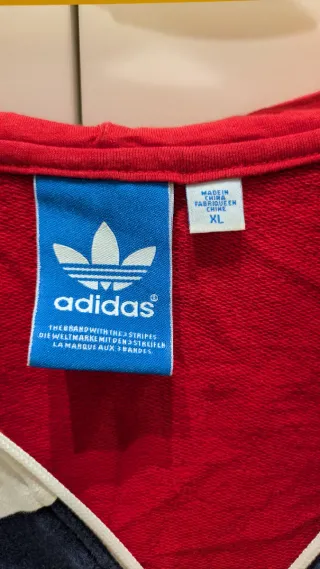 adidas®
THE BRAND WITH THE 3 STRIPES
DIE WELTMARKE MIT DEN 3 STREIFEN
LA MARQUE AUX 3 BANDES.
MADE IN
CHINA
FABRIQUE EN
CHINE
XL